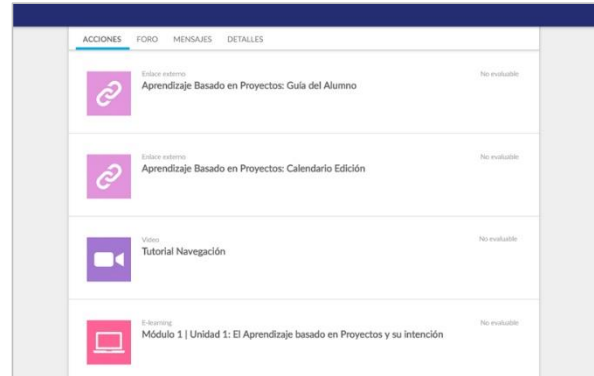 ACCIONES FORO MENSAJES DETALLES
Enlace externo
No evaluable
Aprendizaje Basado en Proyectos: Guía del Alumno
Enlace externo
No evaluable
Aprendizaje Basado en Proyectos: Calendario Edición
Video
No evaluable
Tutorial Navegación
E-learning
No evaluable
Módulo 1 | Unidad 1: El Aprendizaje basado en Proyectos y su intención